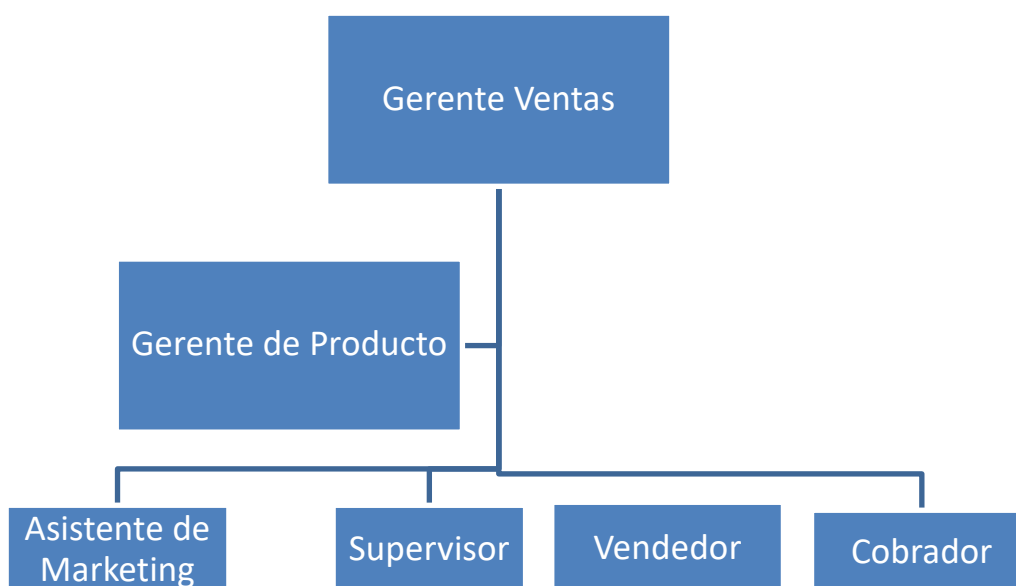 Gerente Ventas
Gerente de Producto
Asistente de
Marketing
Supervisor
Vendedor
Cobrador